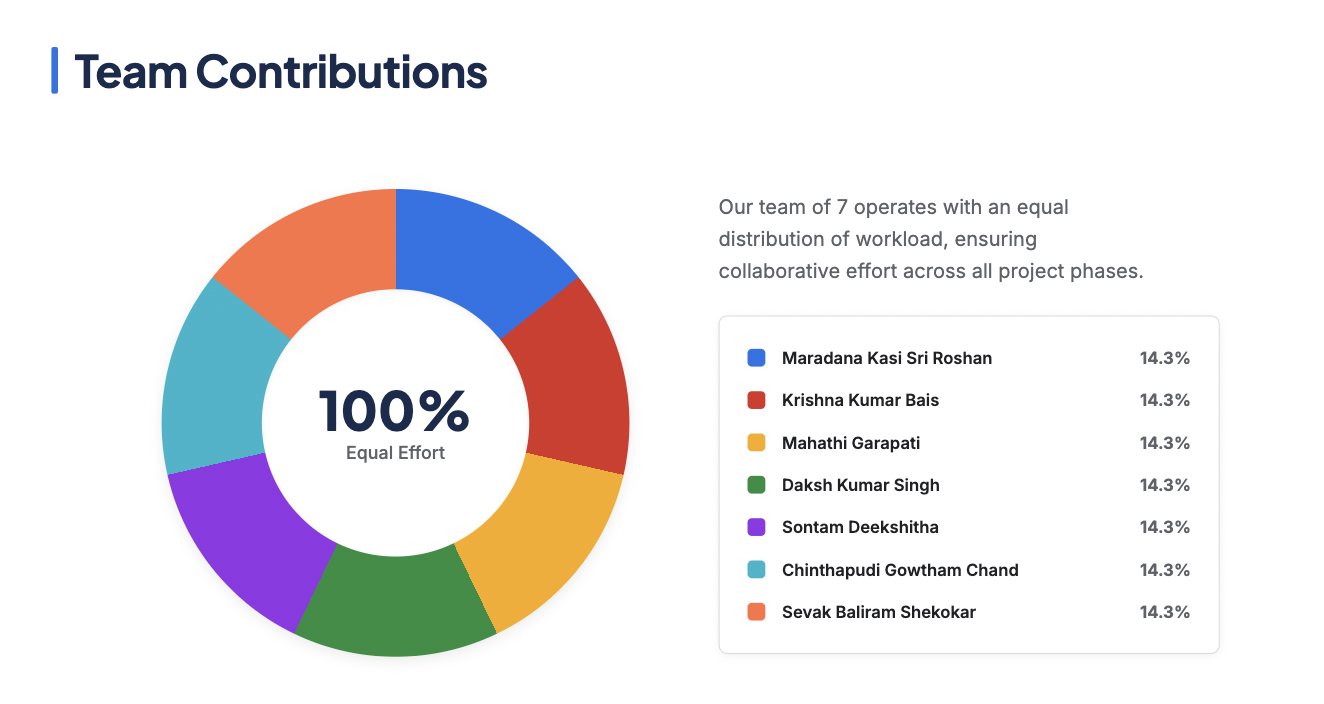 Team Contributions
100%
Equal Effort
Our team of 7 operates with an equal
distribution of workload, ensuring
collaborative effort across all project phases.
Maradana Kasi Sri Roshan 14.3%
Krishna Kumar Bais 14.3%
Mahathi Garapati 14.3%
Daksh Kumar Singh 14.3%
Sontam Deekshitha 14.3%
Chinthapudi Gowtham Chand 14.3%
Sevak Baliram Shekokar 14.3%